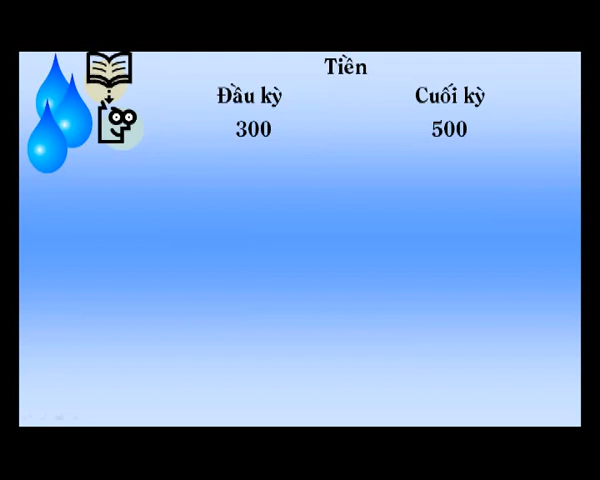 Tiền
Đầu kỳ Cuối kỳ
300 500